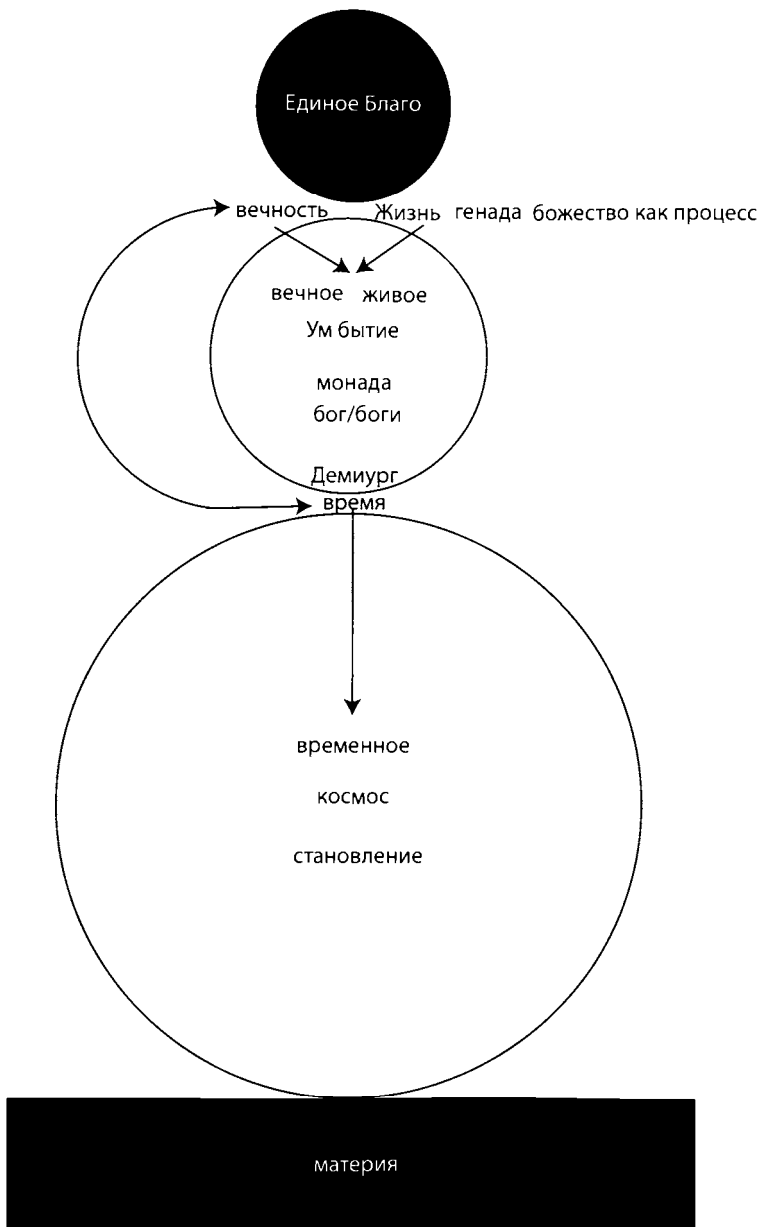 Единое Благо
вечность Жизнь генада божество как процесс
вечное живое
Ум бытие
монада
бог/боги
Демиург
время
временное
космос
становление
материя